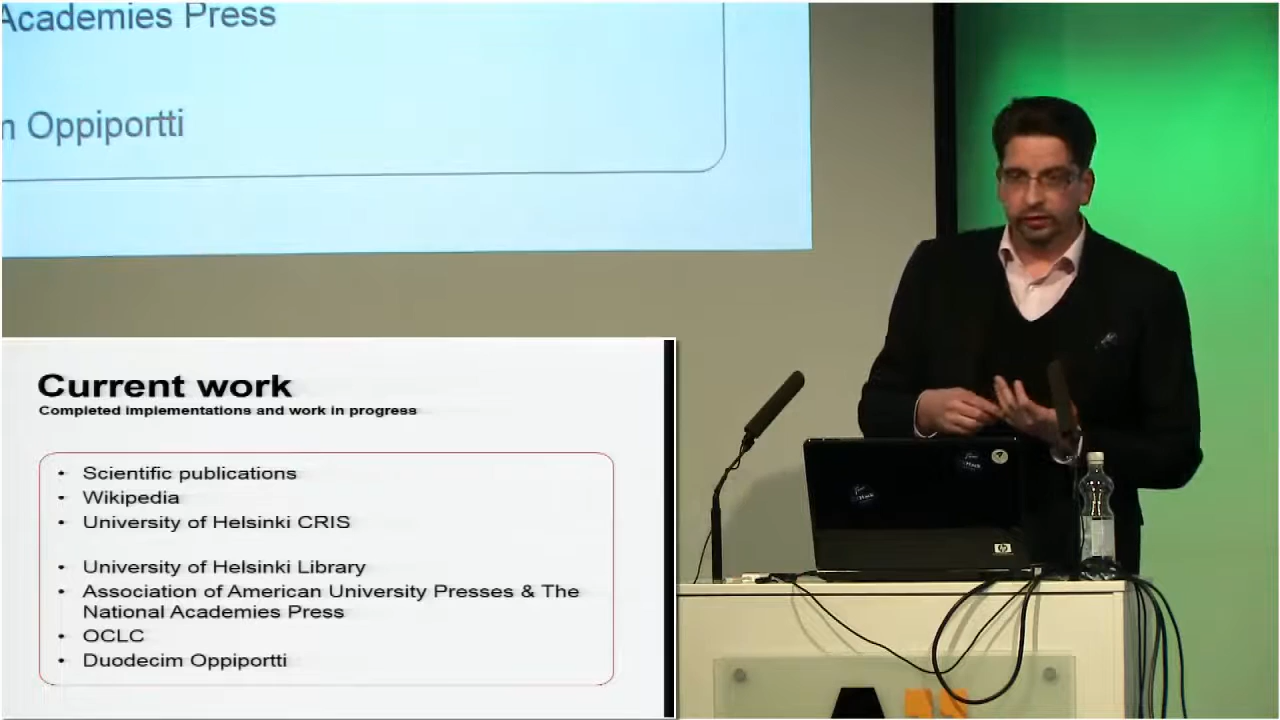 Academies Press
Oppiportti
Current work
Completed implementations and work in progress
• Scientific publications
• Wikipedia
• University of Helsinki CRIS
• University of Helsinki Library
• Association of American University Presses & The
National Academies Press
• OCLC
• Duodecim Oppiportti
hp